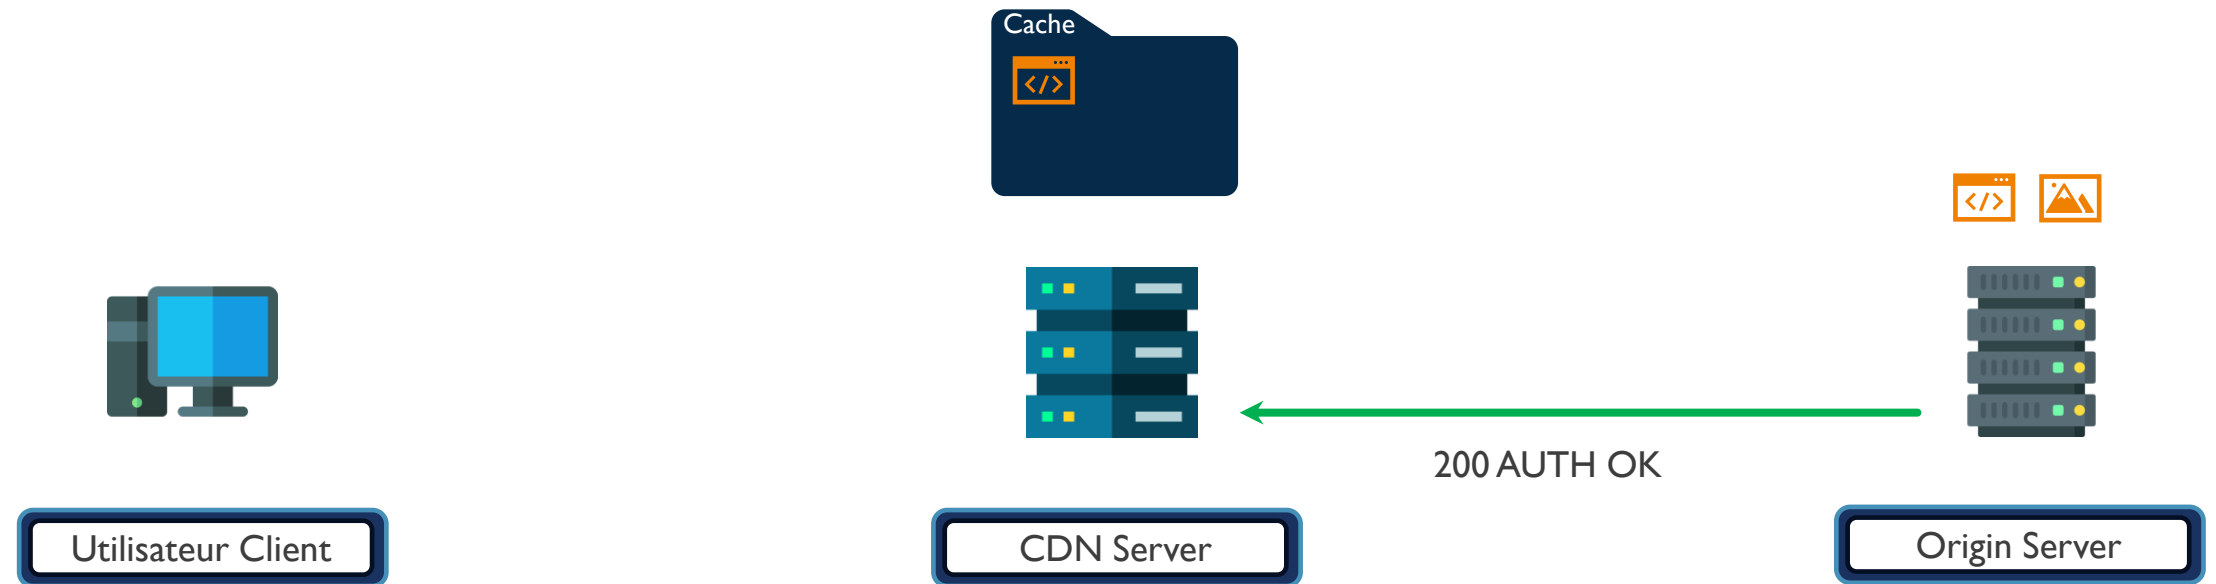 Cache
200 AUTH OK
Utilisateur Client
CDN Server
Origin Server